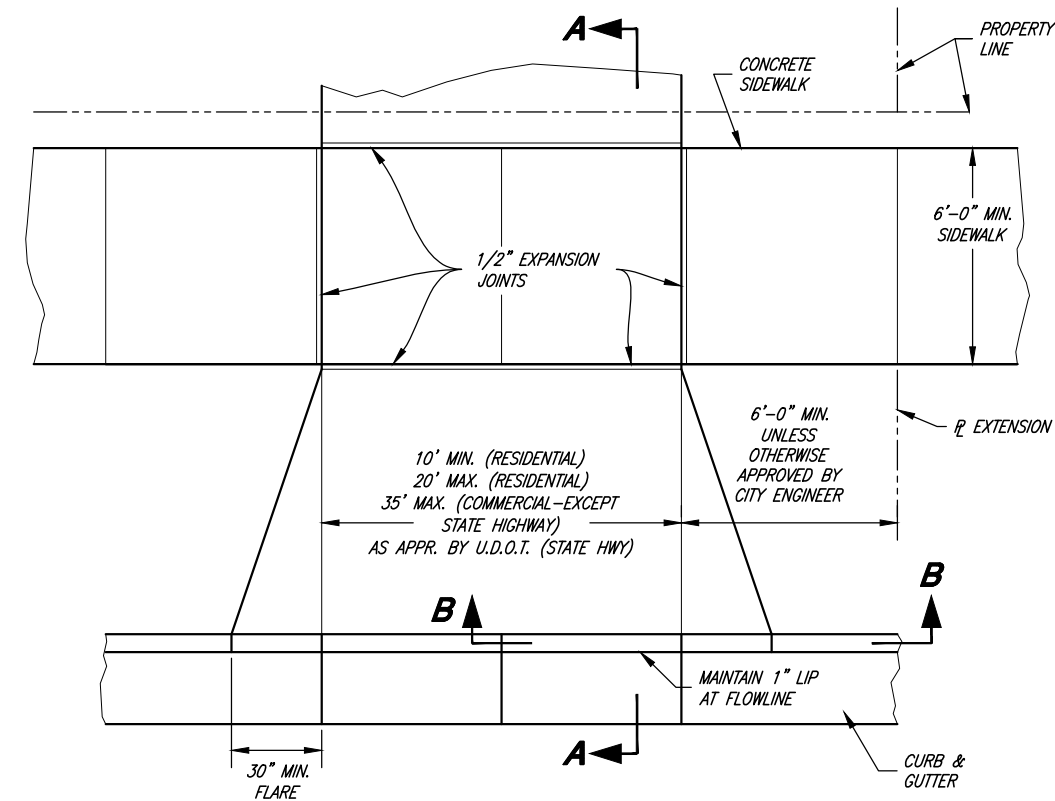 A
PROPERTY
LINE
CONCRETE
SIDEWALK
6'-0" MIN.
SIDEWALK
1/2" EXPANSION
JOINTS
6'-0" MIN.
UNLESS
OTHERWISE
APPROVED BY
CITY ENGINEER
PL EXTENSION
10' MIN. (RESIDENTIAL)
20' MAX. (RESIDENTIAL)
35' MAX. (COMMERCIAL-EXCEPT
STATE HIGHWAY)
AS APPR. BY U.D.O.T. (STATE HWY)
B
B
MAINTAIN 1" LIP
AT FLOWLINE
A
30" MIN.
FLARE
CURB &
GUTTER